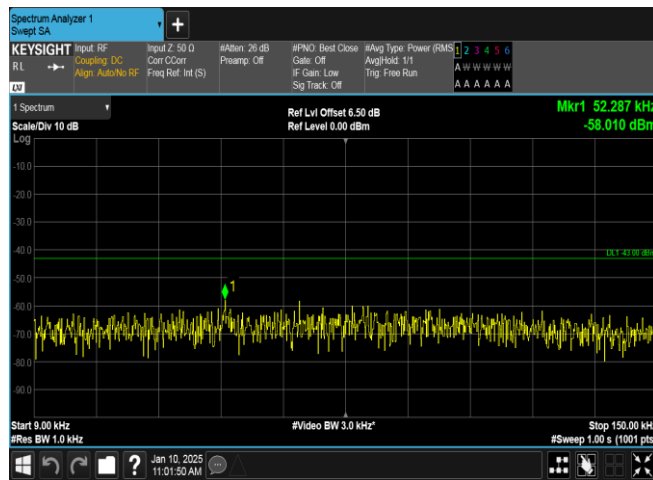 Spectrum Analyzer 1
Swept SA
+
KEYSIGHT
RL
LXI
Input: RF
Coupling: DC
Align: Auto/No RF
Input Z: 50 Ω
Corr CCorr
Freq Ref: Int (S)
#Atten: 26 dB
Preamp: Off
#PNO: Best Close
Gate: Off
IF Gain: Low
Sig Track: Off
#Avg Type: Power (RMS
Avg|Hold: 1/1
Trig: Free Run
1 2 3 4 5 6
A W W W W W
A A A A A A
1 Spectrum
Scale/Div 10 dB
Log
Ref Lvl Offset 6.50 dB
Ref Level 0.00 dBm
Mkr1 52.287 kHz
-58.010 dBm
-10.0
-20.0
-30.0
-40.0
DL1 -43.00 dBm
-50.0
1
-60.0
-70.0
-80.0
-90.0
Start 9.00 kHz
#Res BW 1.0 kHz
#Video BW 3.0 kHz*
Stop 150.00 kHz
#Sweep 1.00 s (1001 pts
?
Jan 10, 2025
11:01:50 AM